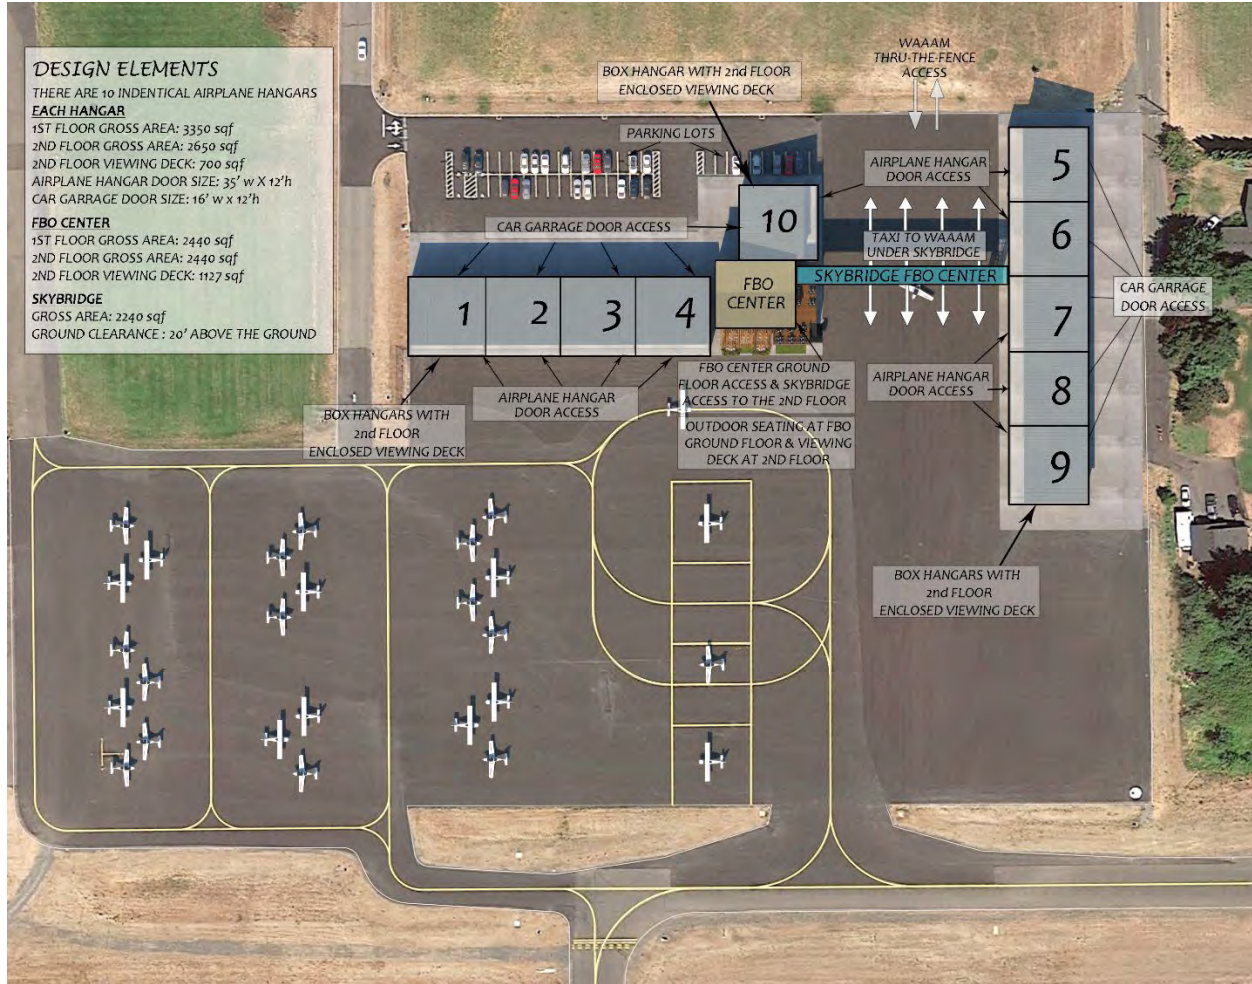 DESIGN ELEMENTS
THERE ARE 10 INDENTICAL AIRPLANE HANGARS
EACH HANGAR
1ST FLOOR GROSS AREA: 3350 sqf
2ND FLOOR GROSS AREA: 2650 sqf
2ND FLOOR VIEWING DECK: 700 sqf
AIRPLANE HANGAR DOOR SIZE: 35' w X 12'h
CAR GARRAGE DOOR SIZE: 16' w x 12'h
FBO CENTER
1ST FLOOR GROSS AREA: 2440 sqf
2ND FLOOR GROSS AREA: 2440 sqf
2ND FLOOR VIEWING DECK: 1127 sqf
SKYBRIDGE
GROSS AREA: 2240 sqf
GROUND CLEARANCE : 20' ABOVE THE GROUND
WAAAM
THRU-THE-FENCE
ACCESS
BOX HANGAR WITH 2nd FLOOR
ENCLOSED VIEWING DECK
PARKING LOTS
AIRPLANE HANGAR
DOOR ACCESS
5
10
CAR GARRAGE DOOR ACCESS
6
TAXI TO WAAAM
UNDER SKYBRIDGE
SKYBRIDGE FBO CENTER
FBO
CENTER
CAR GARRAGE
DOOR ACCESS
1
2
3
4
7
FBO CENTER GROUND
FLOOR ACCESS & SKYBRIDGE
ACCESS TO THE 2ND FLOOR
AIRPLANE HANGAR
DOOR ACCESS
8
BOX HANGARS WITH
2nd FLOOR
ENCLOSED VIEWING DECK
AIRPLANE HANGAR
DOOR ACCESS
OUTDOOR SEATING AT FBO
GROUND FLOOR & VIEWING
DECK AT 2ND FLOOR
9
BOX HANGARS WITH
2nd FLOOR
ENCLOSED VIEWING DECK